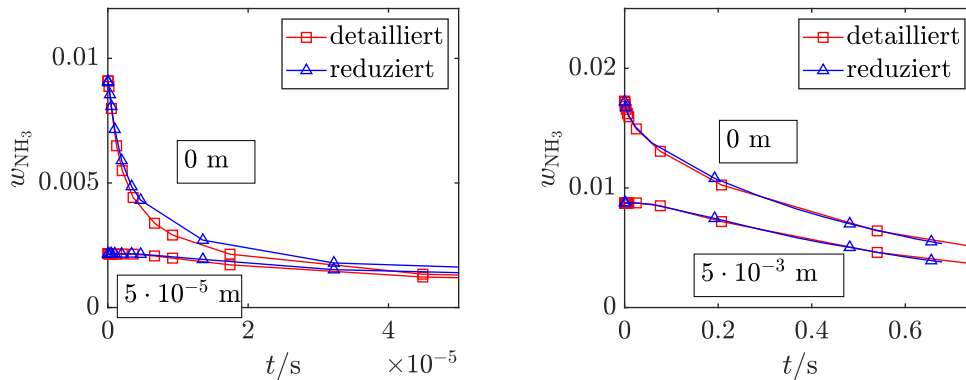 detailliert
reduziert
0.01
0.005
0
w_NH3
0 m
5 · 10^-5 m
0
2
4
t/s
×10^-5
detailliert
reduziert
0.02
0.01
0
w_NH3
0 m
5 · 10^-3 m
0
0.2
0.4
0.6
t/s